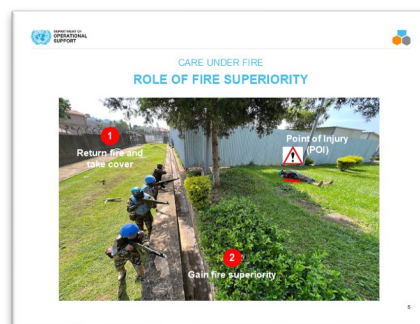 DEPARTMENT OF
OPERATIONAL
SUPPORT
CARE UNDER FIRE
ROLE OF FIRE SUPERIORITY
1
Return fire and
take cover
Point of Injury
(POI)
2
Gain fire superiority